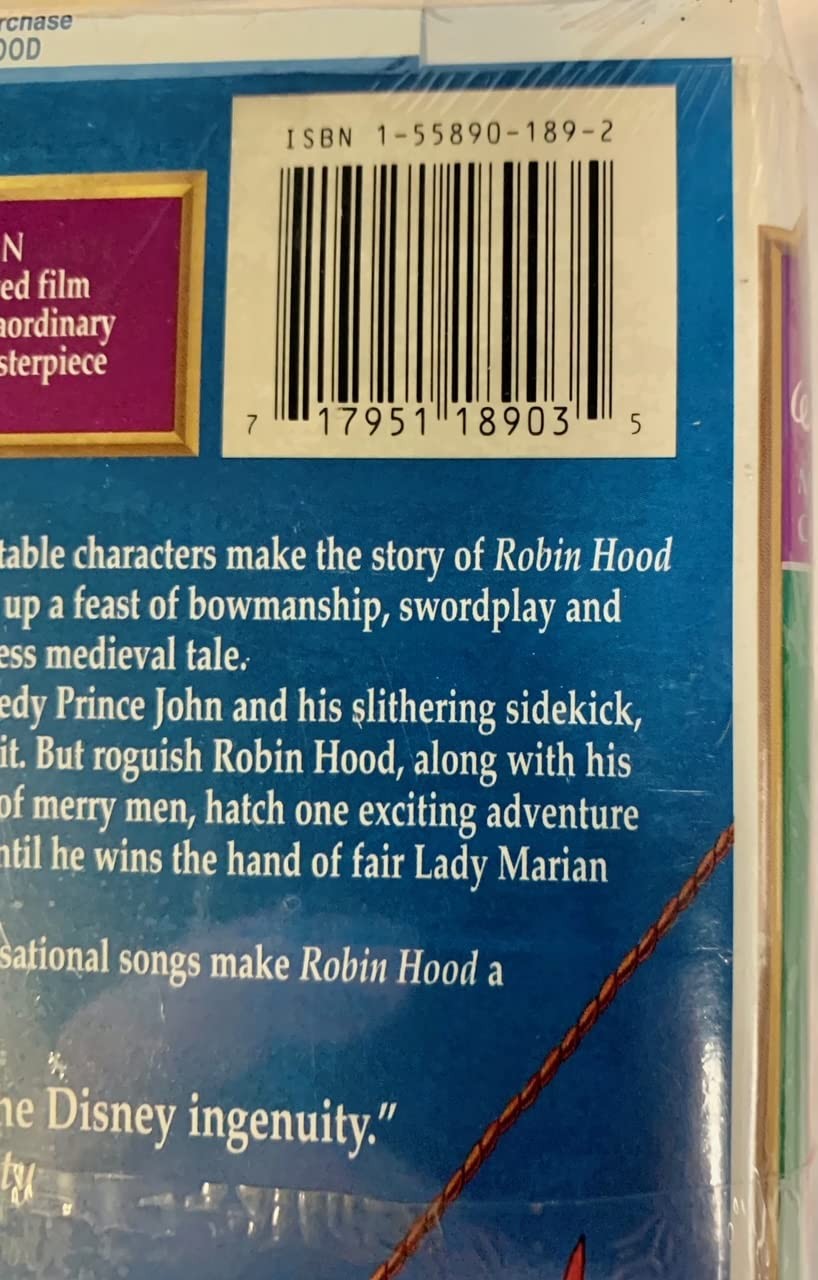 rchase
OOD
ISBN 1-55890-189-2
7 17951 18903 5
N
ed film
aordinary
sterpiece
table characters make the story of Robin Hood
up a feast of bowmanship, swordplay and
ess medieval tale.
edy Prince John and his slithering sidekick,
it. But roguish Robin Hood, along with his
of merry men, hatch one exciting adventure
ntil he wins the hand of fair Lady Marian
sational songs make Robin Hood a
he Disney ingenuity.”